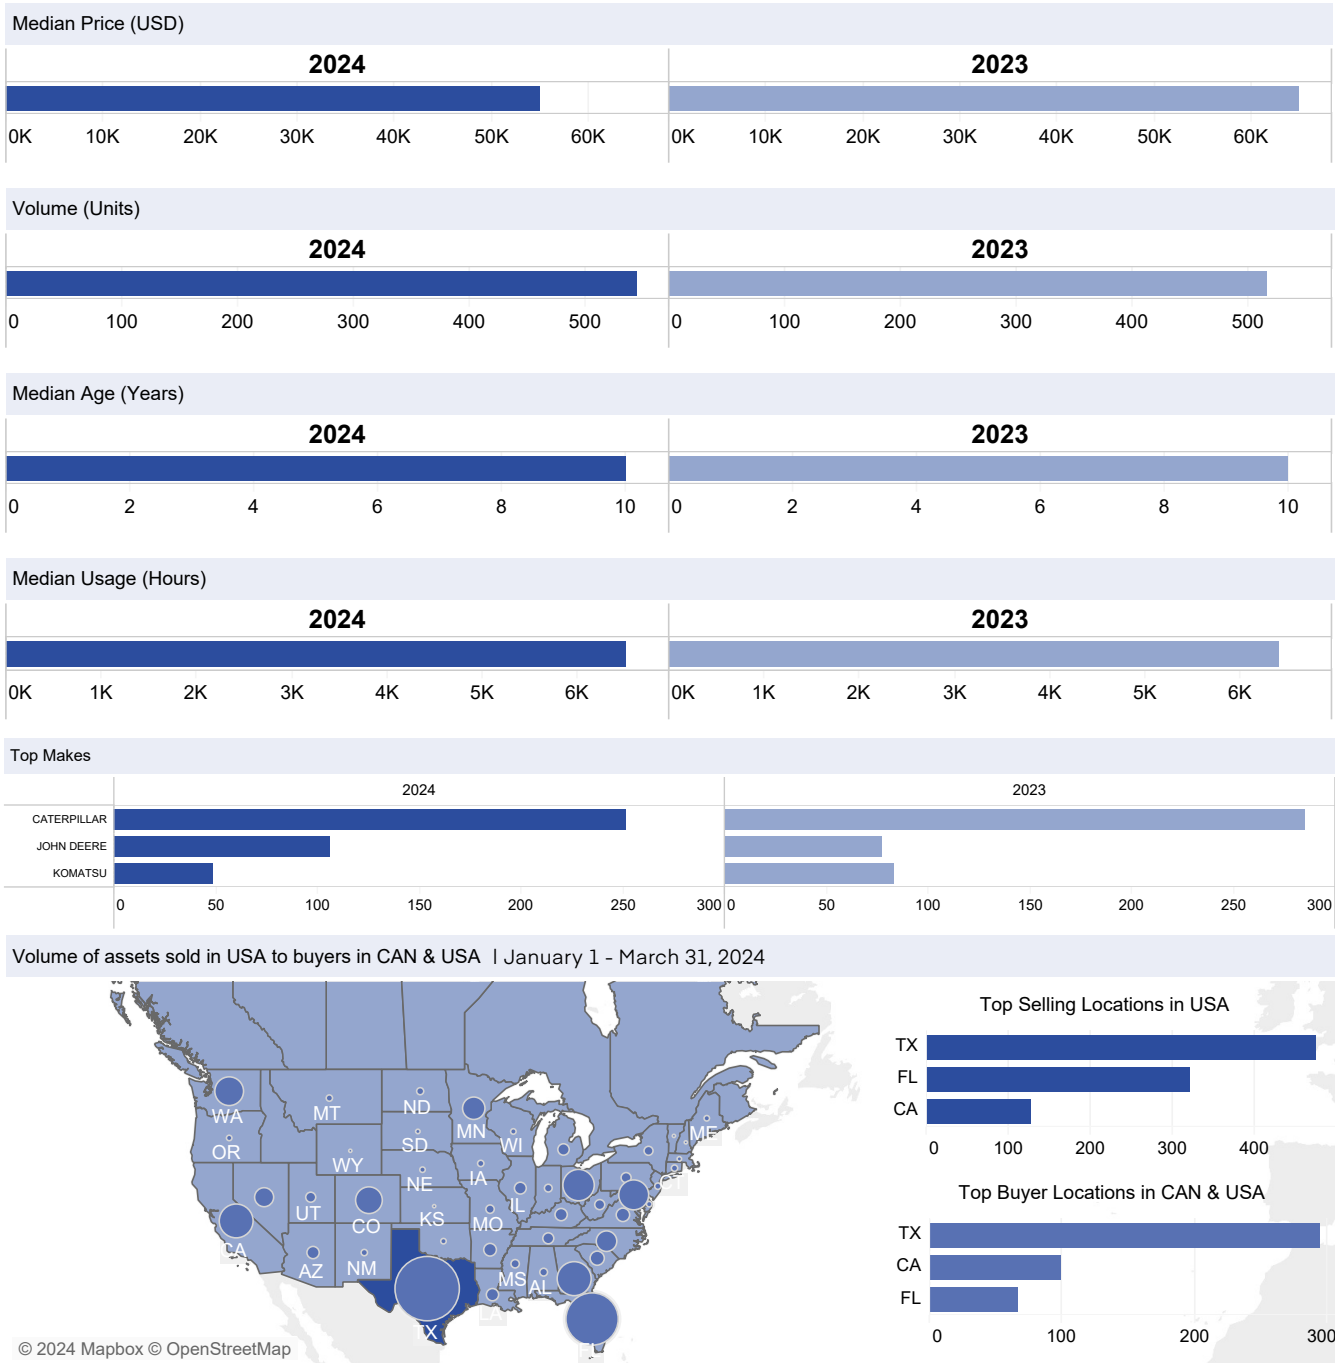 Median Price (USD)
2024 2023
0K 10K 20K 30K 40K 50K 60K 0K 10K 20K 30K 40K 50K 60K
Volume (Units)
2024 2023
0 100 200 300 400 500 0 100 200 300 400 500
Median Age (Years)
2024 2023
0 2 4 6 8 10 0 2 4 6 8 10
Median Usage (Hours)
2024 2023
0K 1K 2K 3K 4K 5K 6K 0K 1K 2K 3K 4K 5K 6K
Top Makes
2024 2023
CATERPILLAR
JOHN DEERE
KOMATSU
0 50 100 150 200 250 300 0 50 100 150 200 250 300
Volume of assets sold in USA to buyers in CAN & USA | January 1 - March 31, 2024
WA MT ND MN WI ME
OR WY SD IA CT
NE IL
UT CO KS MO
CA AZ NM MS AL
LA
TX
© 2024 Mapbox © OpenStreetMap
Top Selling Locations in USA
TX
FL
CA
0 100 200 300 400
Top Buyer Locations in CAN & USA
TX
CA
FL
0 100 200 300